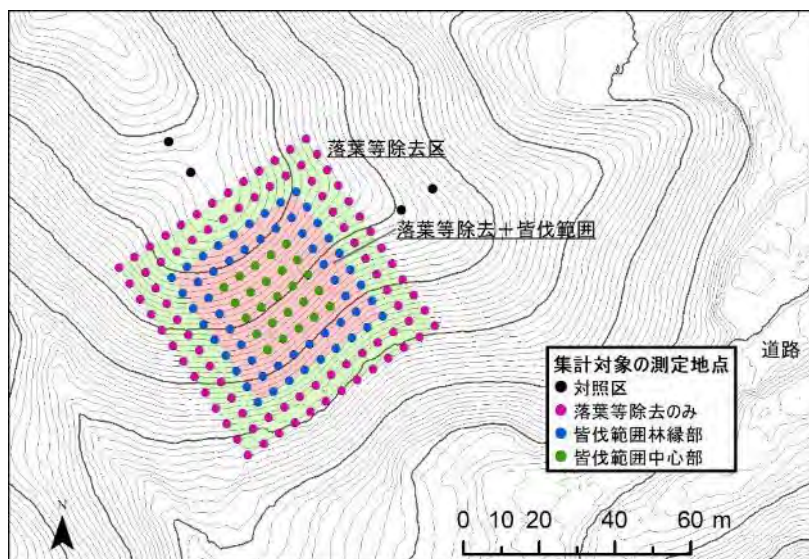 落葉等除去区
落葉等除去+皆伐範囲
道路
集計対象の測定地点
対照区
落葉等除去のみ
皆伐範囲林縁部
皆伐範囲中心部
N
0 10 20 40 60 m